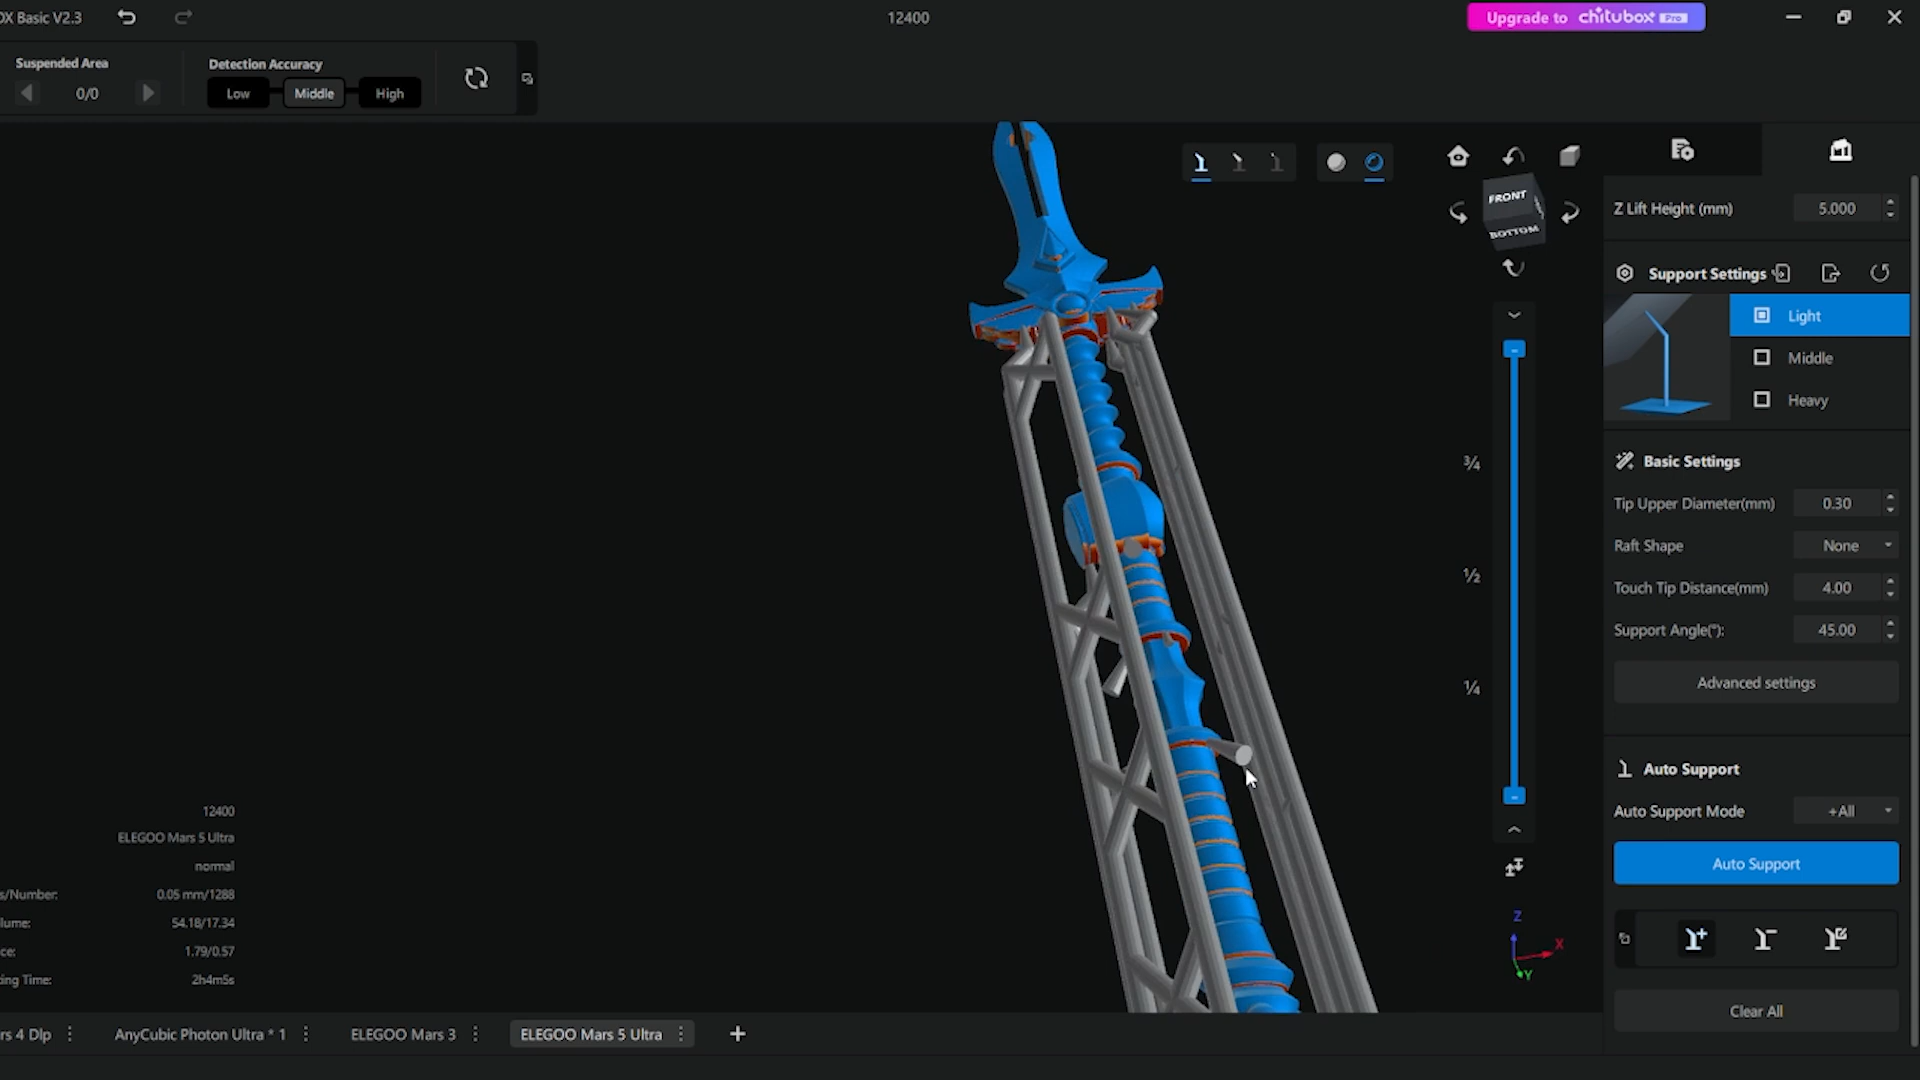 OX Basic V2.3
12400
Upgrade to chitubox Pro
Suspended Area
0/0
Detection Accuracy
Low
Middle
High
FRONT
BOTTOM
3/4
1/2
1/4
Z
X
Y
Z Lift Height (mm)
5.000
Support Settings
Light
Middle
Heavy
Basic Settings
Tip Upper Diameter(mm)
0.30
Raft Shape
None
Touch Tip Distance(mm)
4.00
Support Angle(°):
45.00
Advanced settings
Auto Support
Auto Support Mode
+All
Auto Support
Clear All
12400
ELEGOO Mars 5 Ultra
normal
s/Number: 0.05 mm/1288
lume: 54.18/17.34
ce: 1.79/0.57
ing Time: 2h4m5s
rs 4 Dlp
AnyCubic Photon Ultra * 1
ELEGOO Mars 3
ELEGOO Mars 5 Ultra